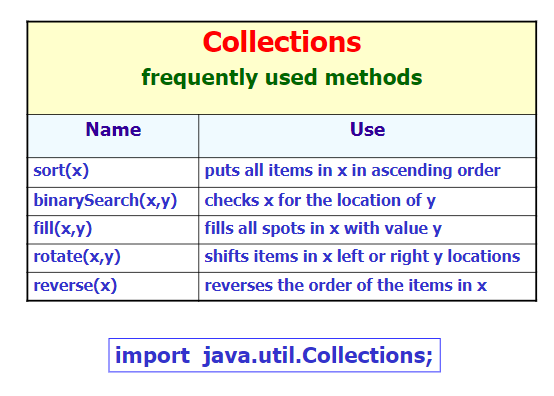 Collections
frequently used methods
Name Use
sort(x) puts all items in x in ascending order
binarySearch(x,y) checks x for the location of y
fill(x,y) fills all spots in x with value y
rotate(x,y) shifts items in x left or right y locations
reverse(x) reverses the order of the items in x
import java.util.Collections;